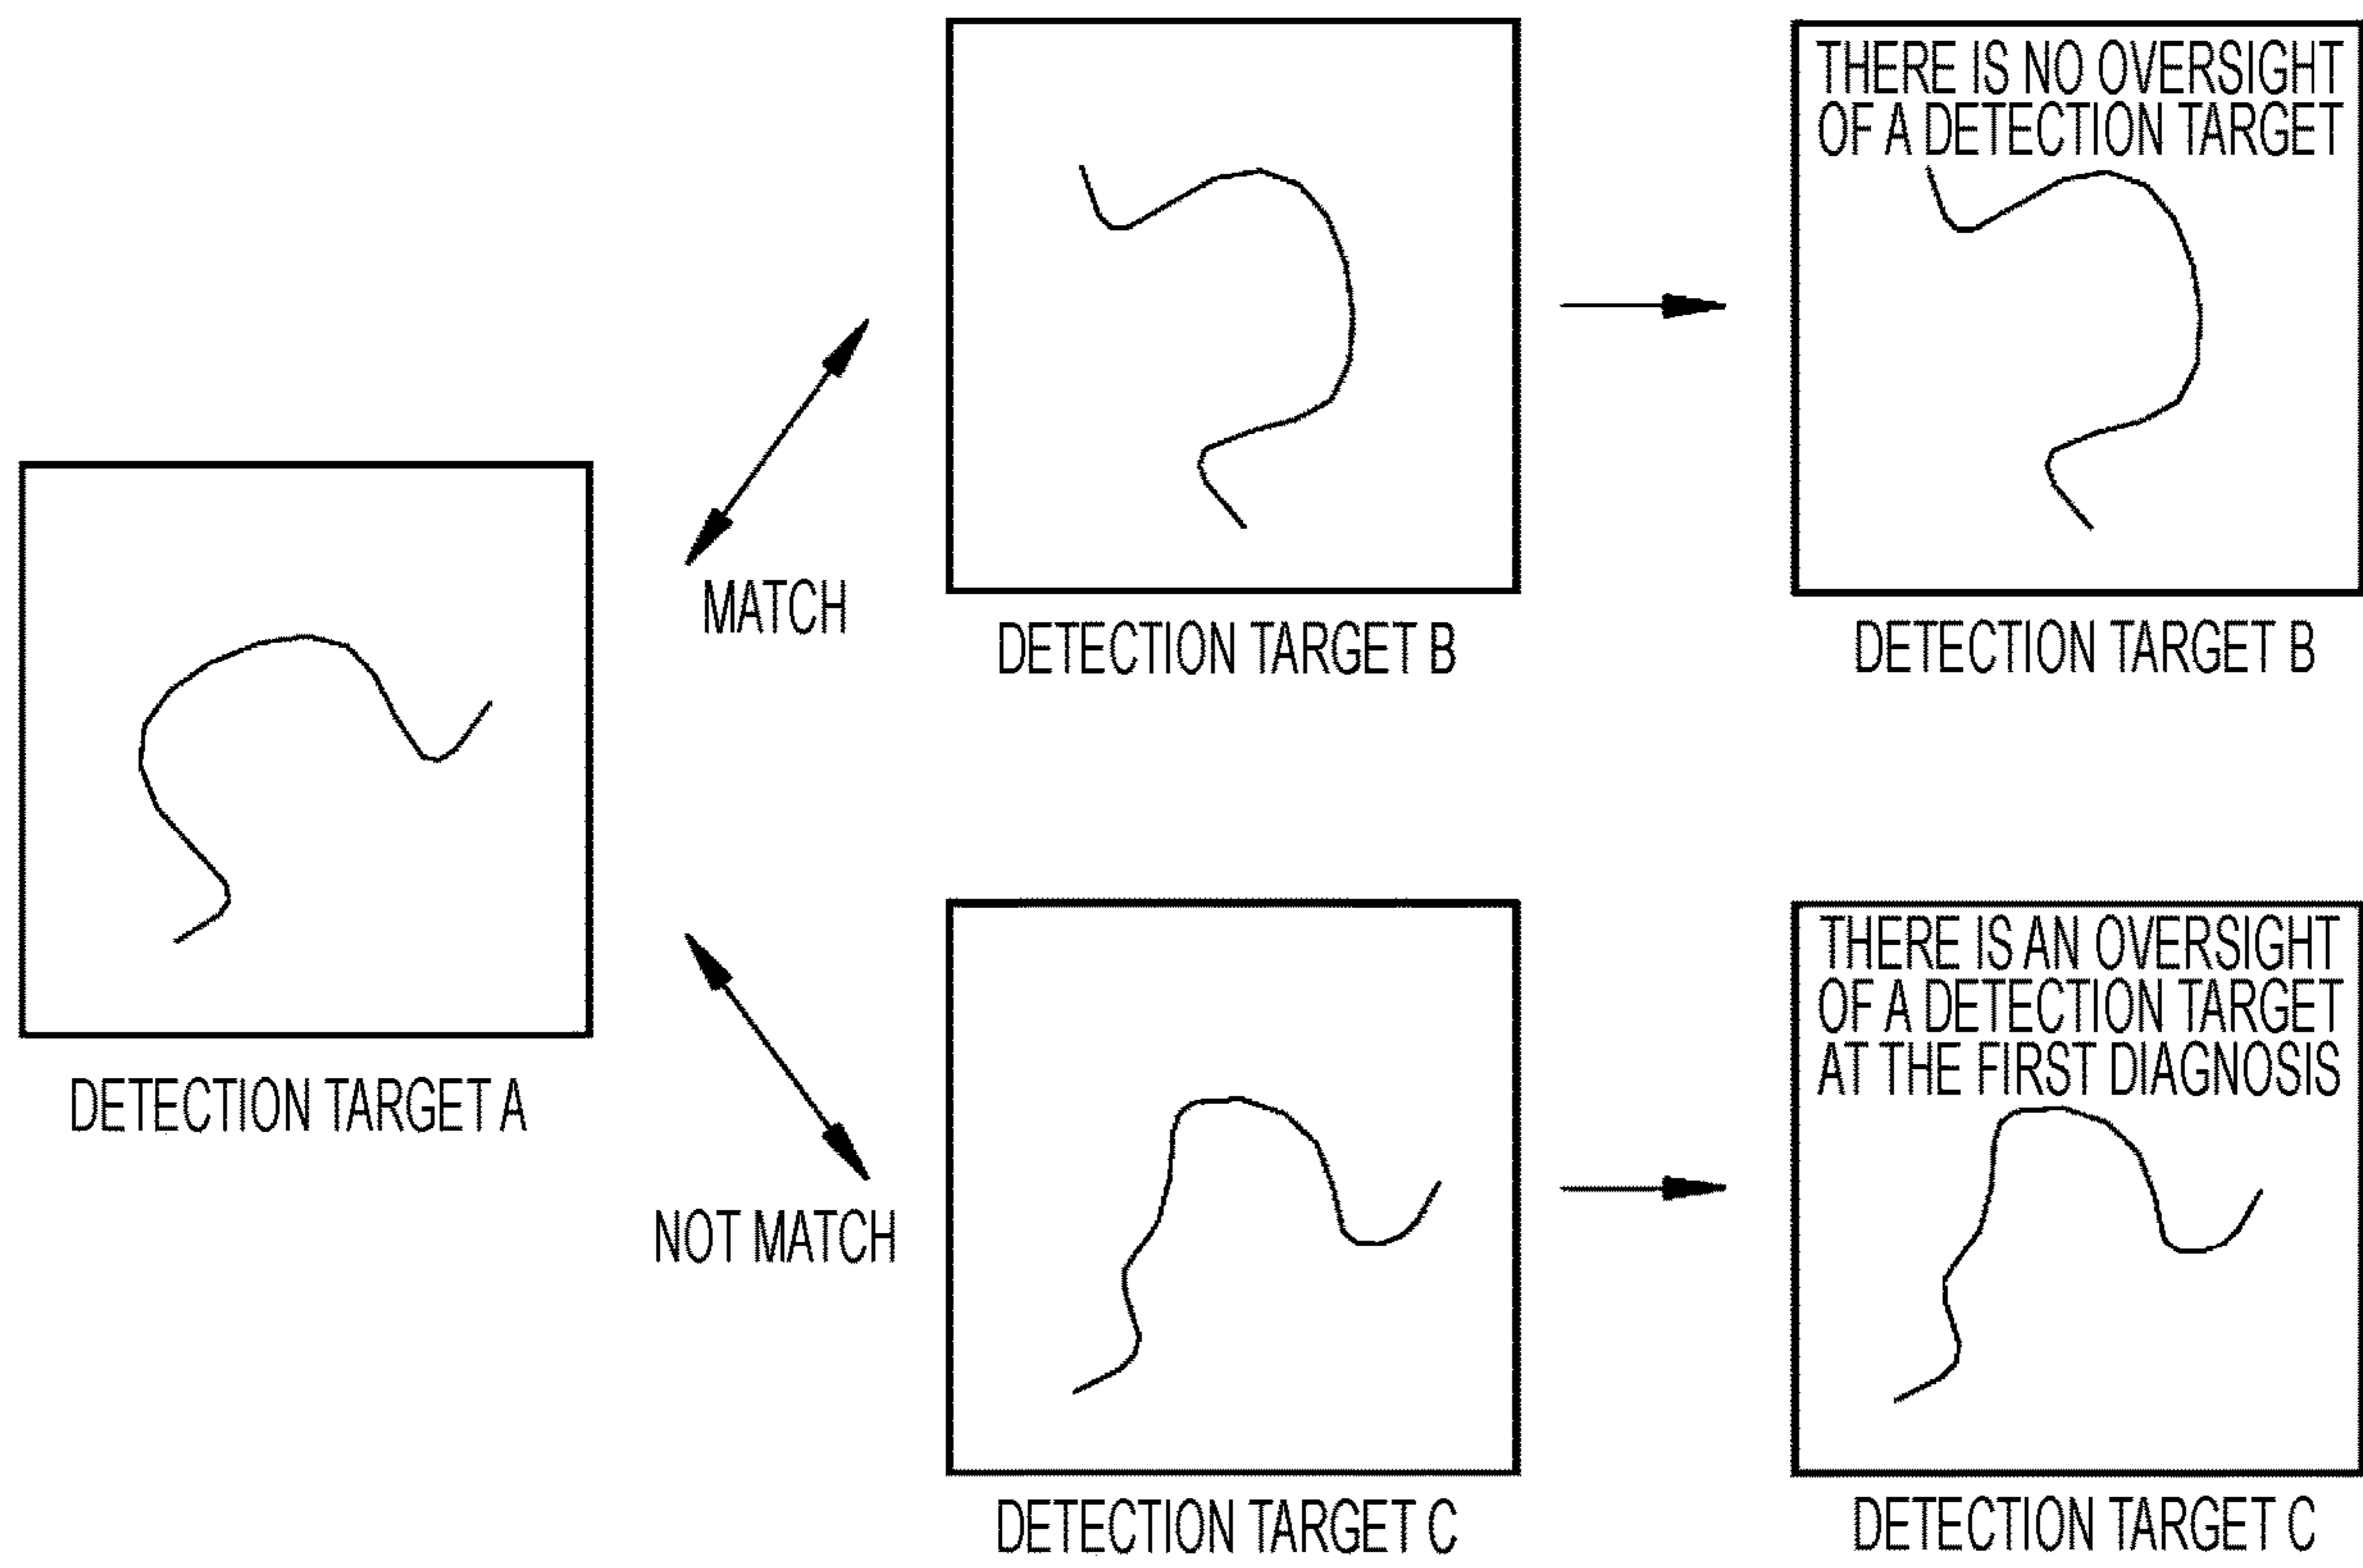 THERE IS NO OVERSIGHT
OF A DETECTION TARGET
MATCH
DETECTION TARGET B
DETECTION TARGET B
DETECTION TARGET A
NOT MATCH
THERE IS AN OVERSIGHT
OF A DETECTION TARGET
AT THE FIRST DIAGNOSIS
DETECTION TARGET C
DETECTION TARGET C